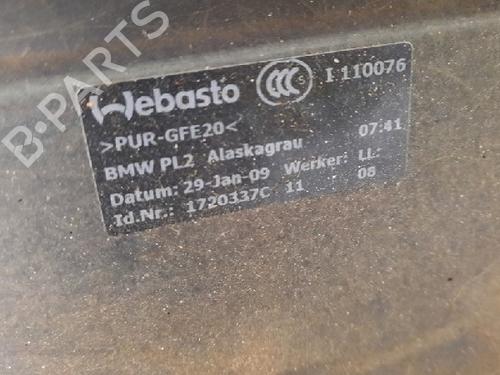 B-PARTS
Webasto CCC S I 110076
>PUR-GFE20<
BMW PL2 Alaskagrau 07:41
Datum: 29-Jan-09 Werker: LL:
Id.Nr.: 1720337C 11 08